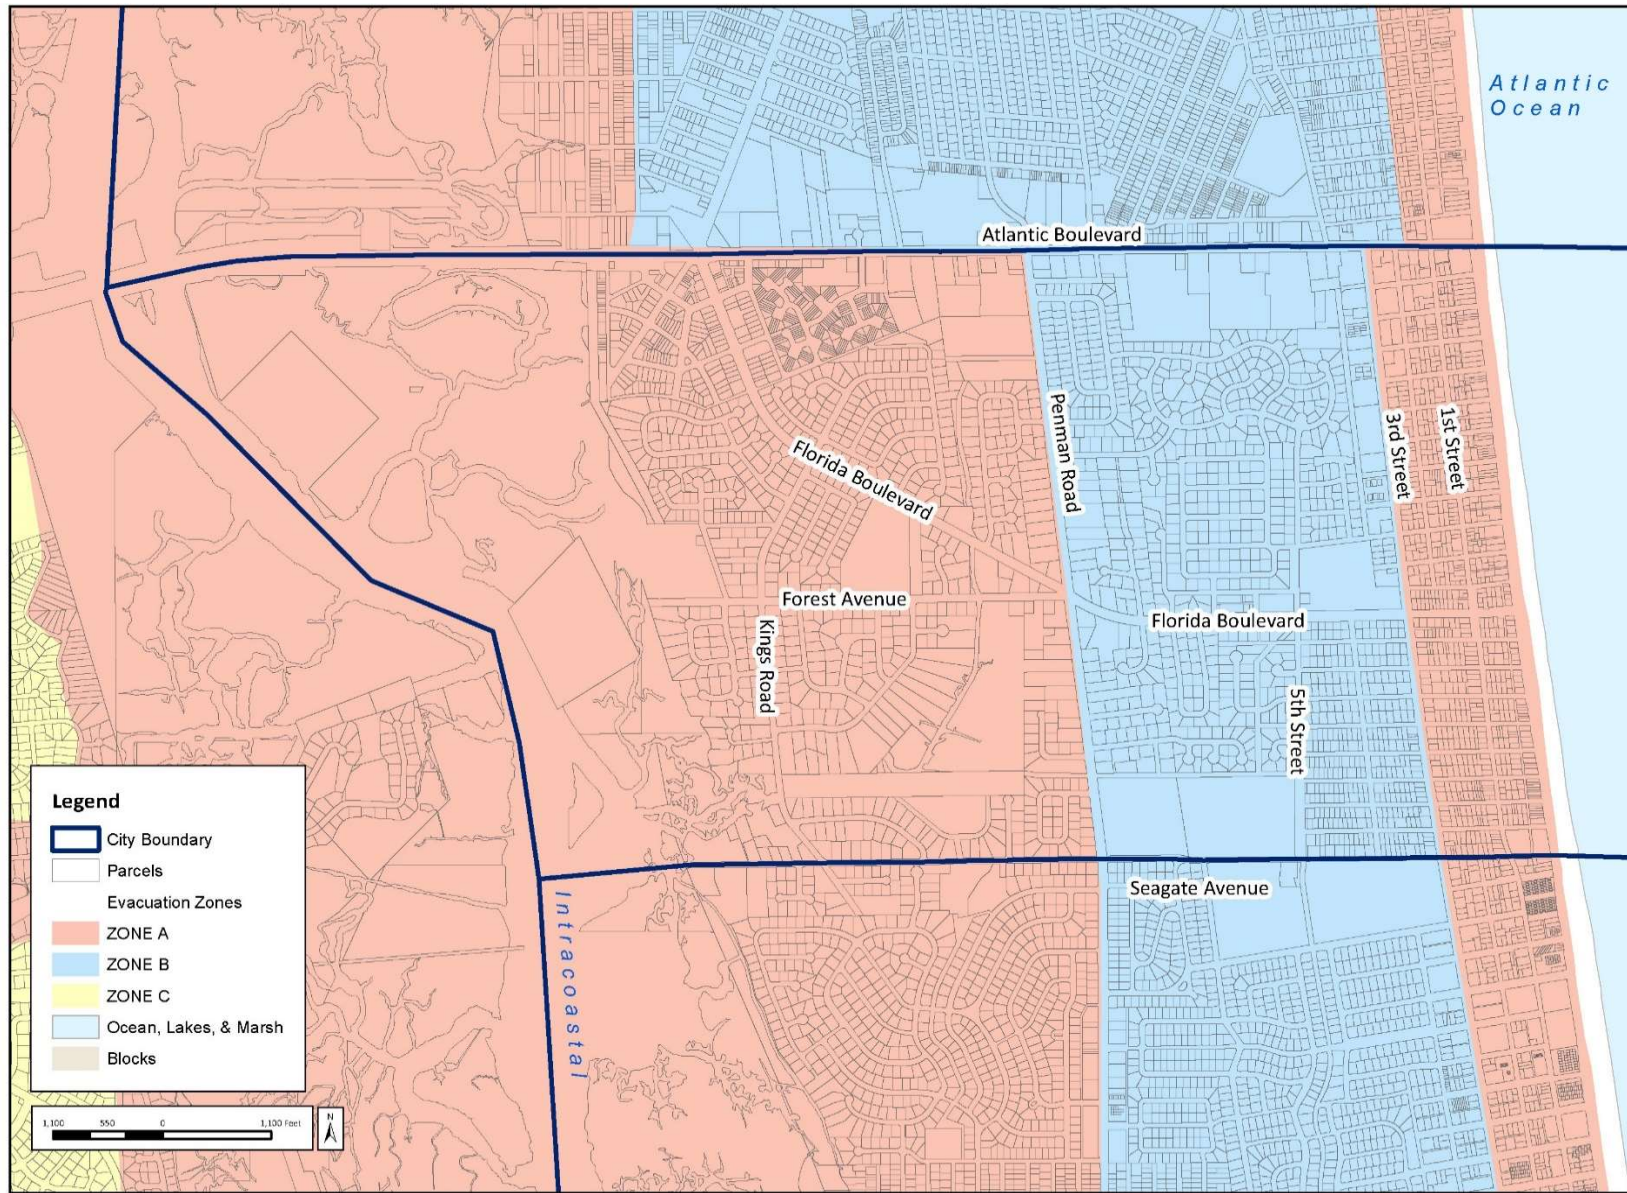 Atlantic
Ocean
Atlantic Boulevard
Penman Road
3rd Street
1st Street
Florida Boulevard
Forest Avenue
Florida Boulevard
Kings Road
5th Street
Seagate Avenue
Intracoastal
Legend
City Boundary
Parcels
Evacuation Zones
ZONE A
ZONE B
ZONE C
Ocean, Lakes, & Marsh
Blocks
1,100 550 0 1,100 Feet
N